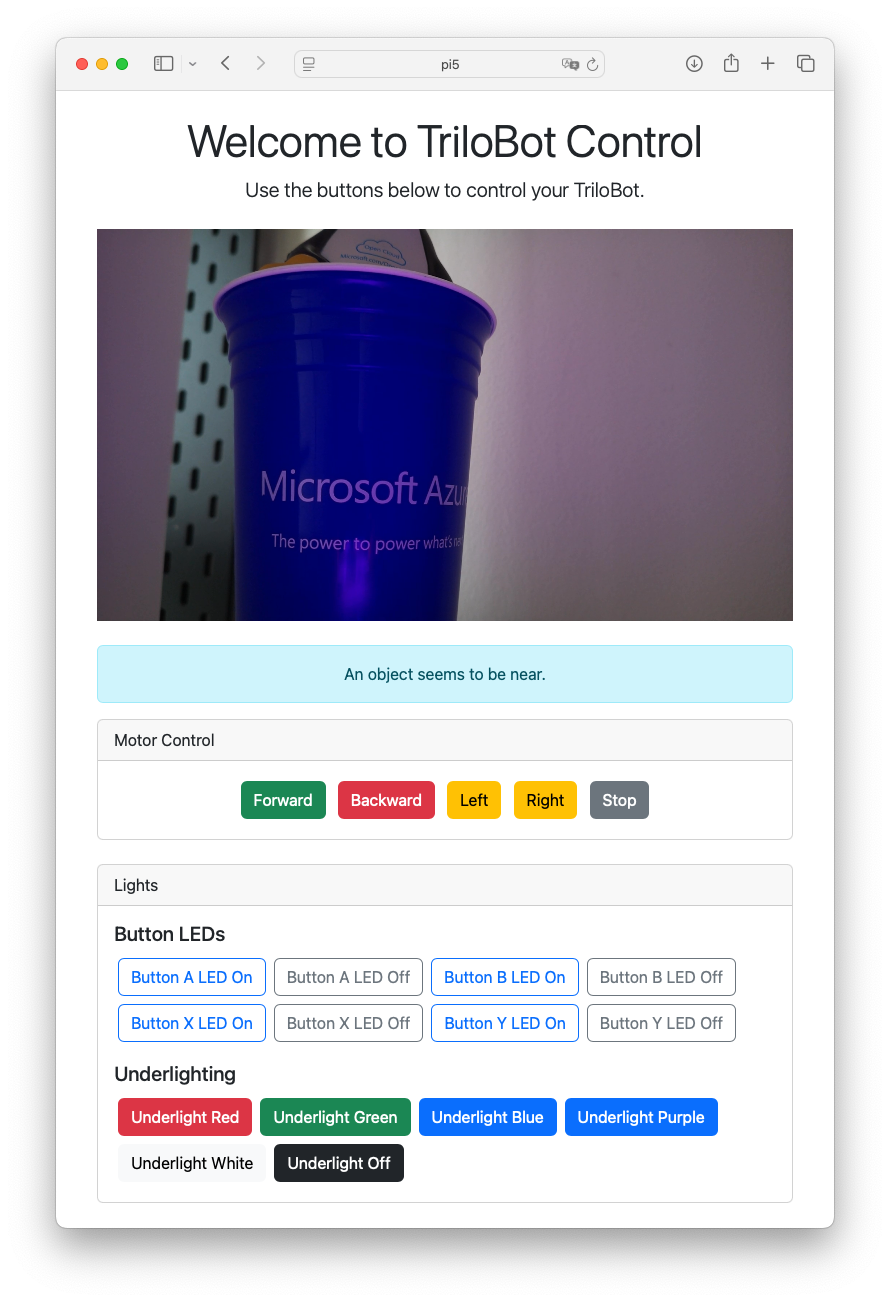 pi5
Welcome to TriloBot Control
Use the buttons below to control your TriloBot.
Open Cloud
Microsoft Azure
The power to power what's
An object seems to be near.
Motor Control
Forward Backward Left Right Stop
Lights
Button LEDs
Button A LED On Button A LED Off Button B LED On Button B LED Off
Button X LED On Button X LED Off Button Y LED On Button Y LED Off
Underlighting
Underlight Red Underlight Green Underlight Blue Underlight Purple
Underlight White Underlight Off